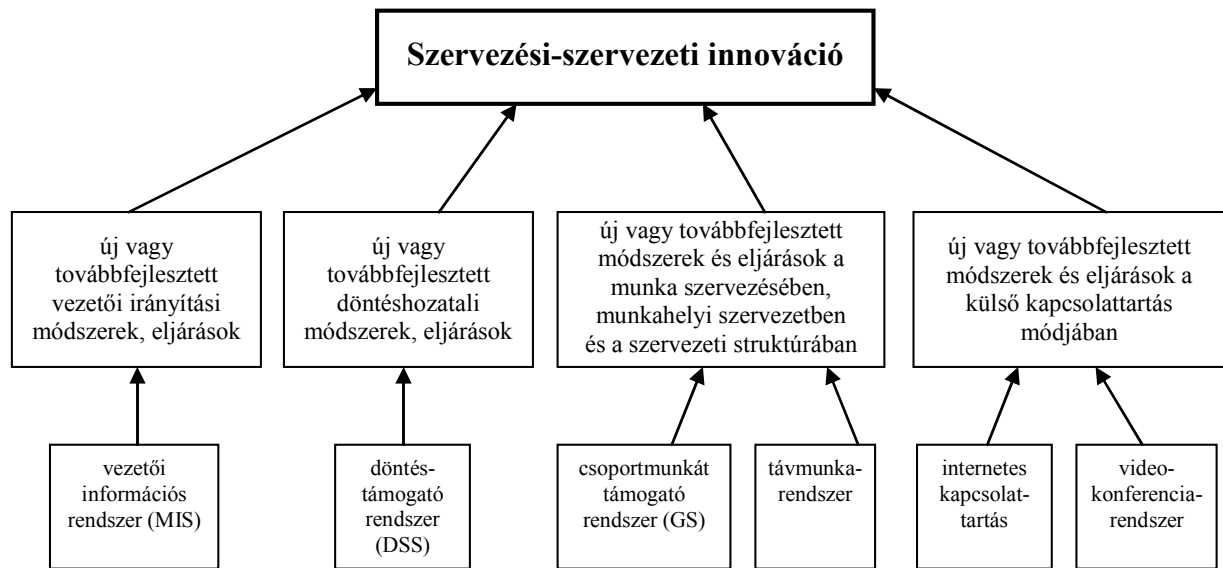 Szervezési-szervezeti innováció
új vagy
továbbfejlesztett
vezetői irányítási
módszerek, eljárások
új vagy
továbbfejlesztett
döntéshozatali
módszerek, eljárások
új vagy továbbfejlesztett
módszerek és eljárások a
munka szervezésében,
munkahelyi szervezetben
és a szervezeti struktúrában
új vagy továbbfejlesztett
módszerek és eljárások a
külső kapcsolattartás
módjában
vezetői
információs
rendszer (MIS)
döntés-
támogató
rendszer
(DSS)
csoportmunkát
támogató
rendszer (GS)
távmunka-
rendszer
internetes
kapcsolat-
tartás
video-
konferencia-
rendszer